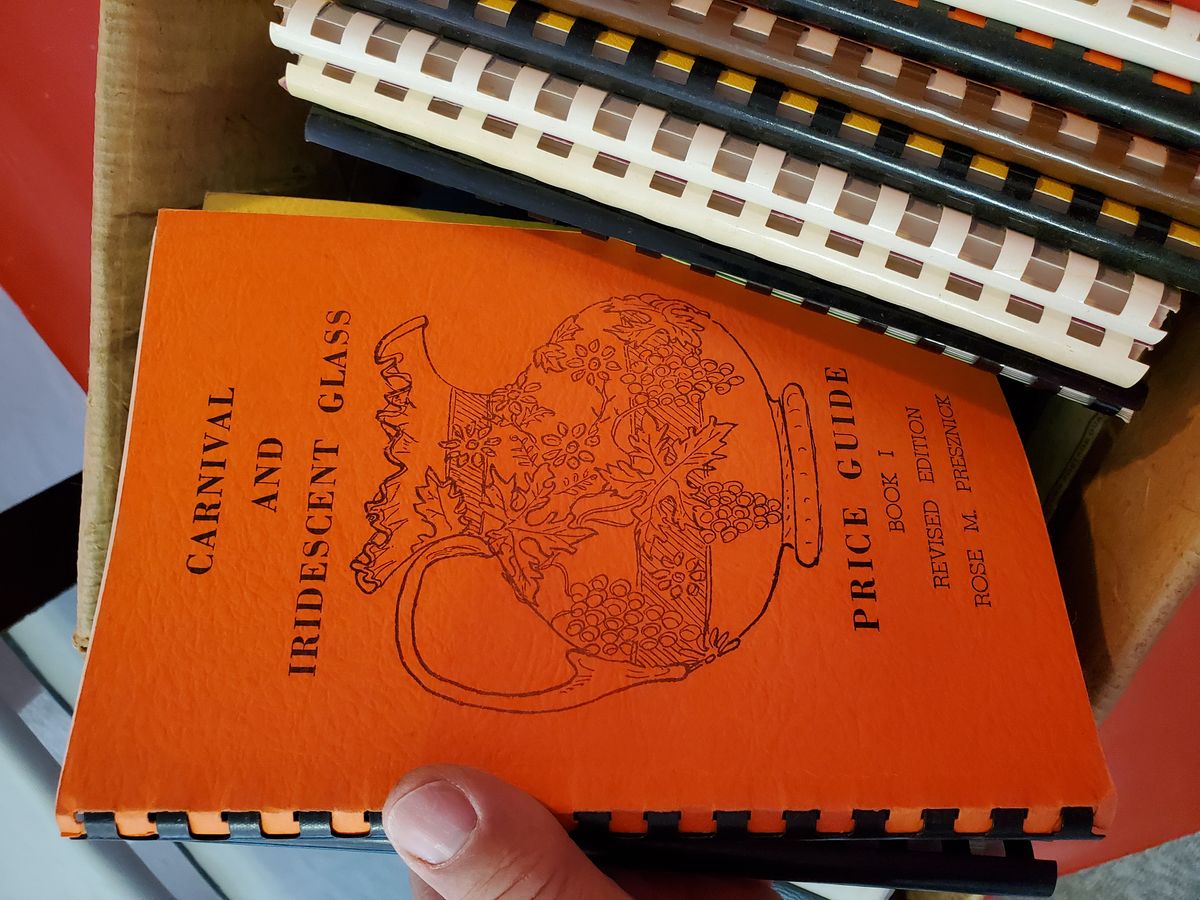 CARNIVAL
AND
IRIDESCENT GLASS
PRICE GUIDE
BOOK I
REVISED EDITION
ROSE M. PRESZNICK